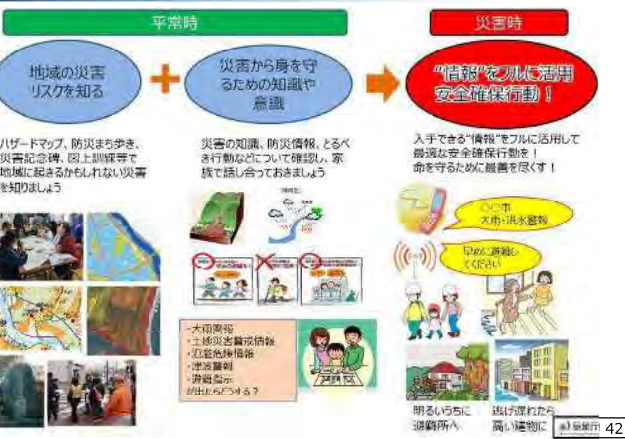 平常時
災害時
地域の災害
リスクを知る
災害から身を守
るための知識や
意識
"情報"をフルに活用
安全確保行動！
ハザードマップ、防災まち歩き、
災害記念碑、図上訓練等で
地域に起きるかもしれない災害
を知りましょう
災害の知識、防災情報、とるべ
き行動などについて確認し、家
族で話し合っておきましょう
入手できる"情報"をフルに活用して
最適な安全確保行動を！
命を守るために最善を尽くす！
○○市
大雨・洪水警報
早めに避難し
てください
・大雨警報
・土砂災害警戒情報
・氾濫危険情報
・津波警報
・避難指示
が出たらどうする？
明るいうちに
避難所へ
逃げ遅れたら
高い建物に
気象庁
42